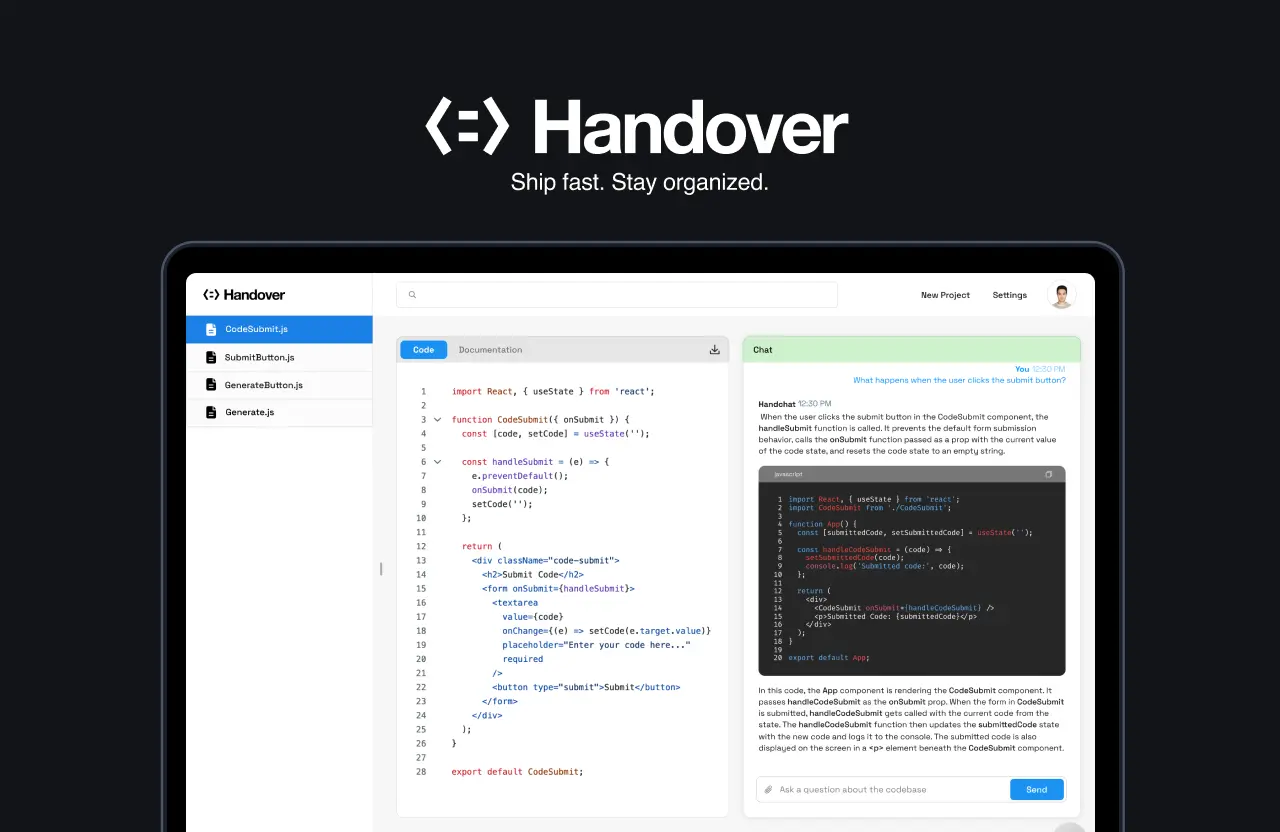 Handover
Ship fast. Stay organized.
Handover
New Project
Settings
CodeSubmit.js
SubmitButton.js
GenerateButton.js
Generate.js
Code
Documentation
1 import React, { useState } from 'react';
2
3 function CodeSubmit({ onSubmit }) {
4 const [code, setCode] = useState('');
5
6 const handleSubmit = (e) => {
7 e.preventDefault();
8 onSubmit(code);
9 setCode('');
10 };
11
12 return (
13 <div className="code-submit">
14 <h2>Submit Code</h2>
15 <form onSubmit={handleSubmit}>
16 <textarea
17 value={code}
18 onChange={(e) => setCode(e.target.value)}
19 placeholder="Enter your code here..."
20 required
21 />
22 <button type="submit">Submit</button>
23 </form>
24 </div>
25 );
26 }
27
28 export default CodeSubmit;
Chat
You 12:30 PM
What happens when the user clicks the submit button?
Handchat 12:30 PM
When the user clicks the submit button in the CodeSubmit component, the
handleSubmit function is called. It prevents the default form submission
behavior, calls the onSubmit function passed as a prop with the current value
of the code state, and resets the code state to an empty string.
javascript
1 import React, { useState } from 'react';
2 import CodeSubmit from './CodeSubmit';
3
4 function App() {
5 const [submittedCode, setSubmittedCode] = useState('');
6
7 const handleCodeSubmit = (code) => {
8 setSubmittedCode(code);
9 console.log('Submitted code:', code);
10 };
11
12 return (
13 <div>
14 <CodeSubmit onSubmit={handleCodeSubmit} />
15 <p>Submitted Code: {submittedCode}</p>
16 </div>
17 );
18 }
19
20 export default App;
In this code, the App component is rendering the CodeSubmit component. It
passes handleCodeSubmit as the onSubmit prop. When the form in CodeSubmit
is submitted, handleCodeSubmit gets called with the current code from the
state. The handleCodeSubmit function then updates the submittedCode state
with the new code and logs it to the console. The submitted code is also
displayed on the screen in a <p> element beneath the CodeSubmit component.
Ask a question about the codebase
Send